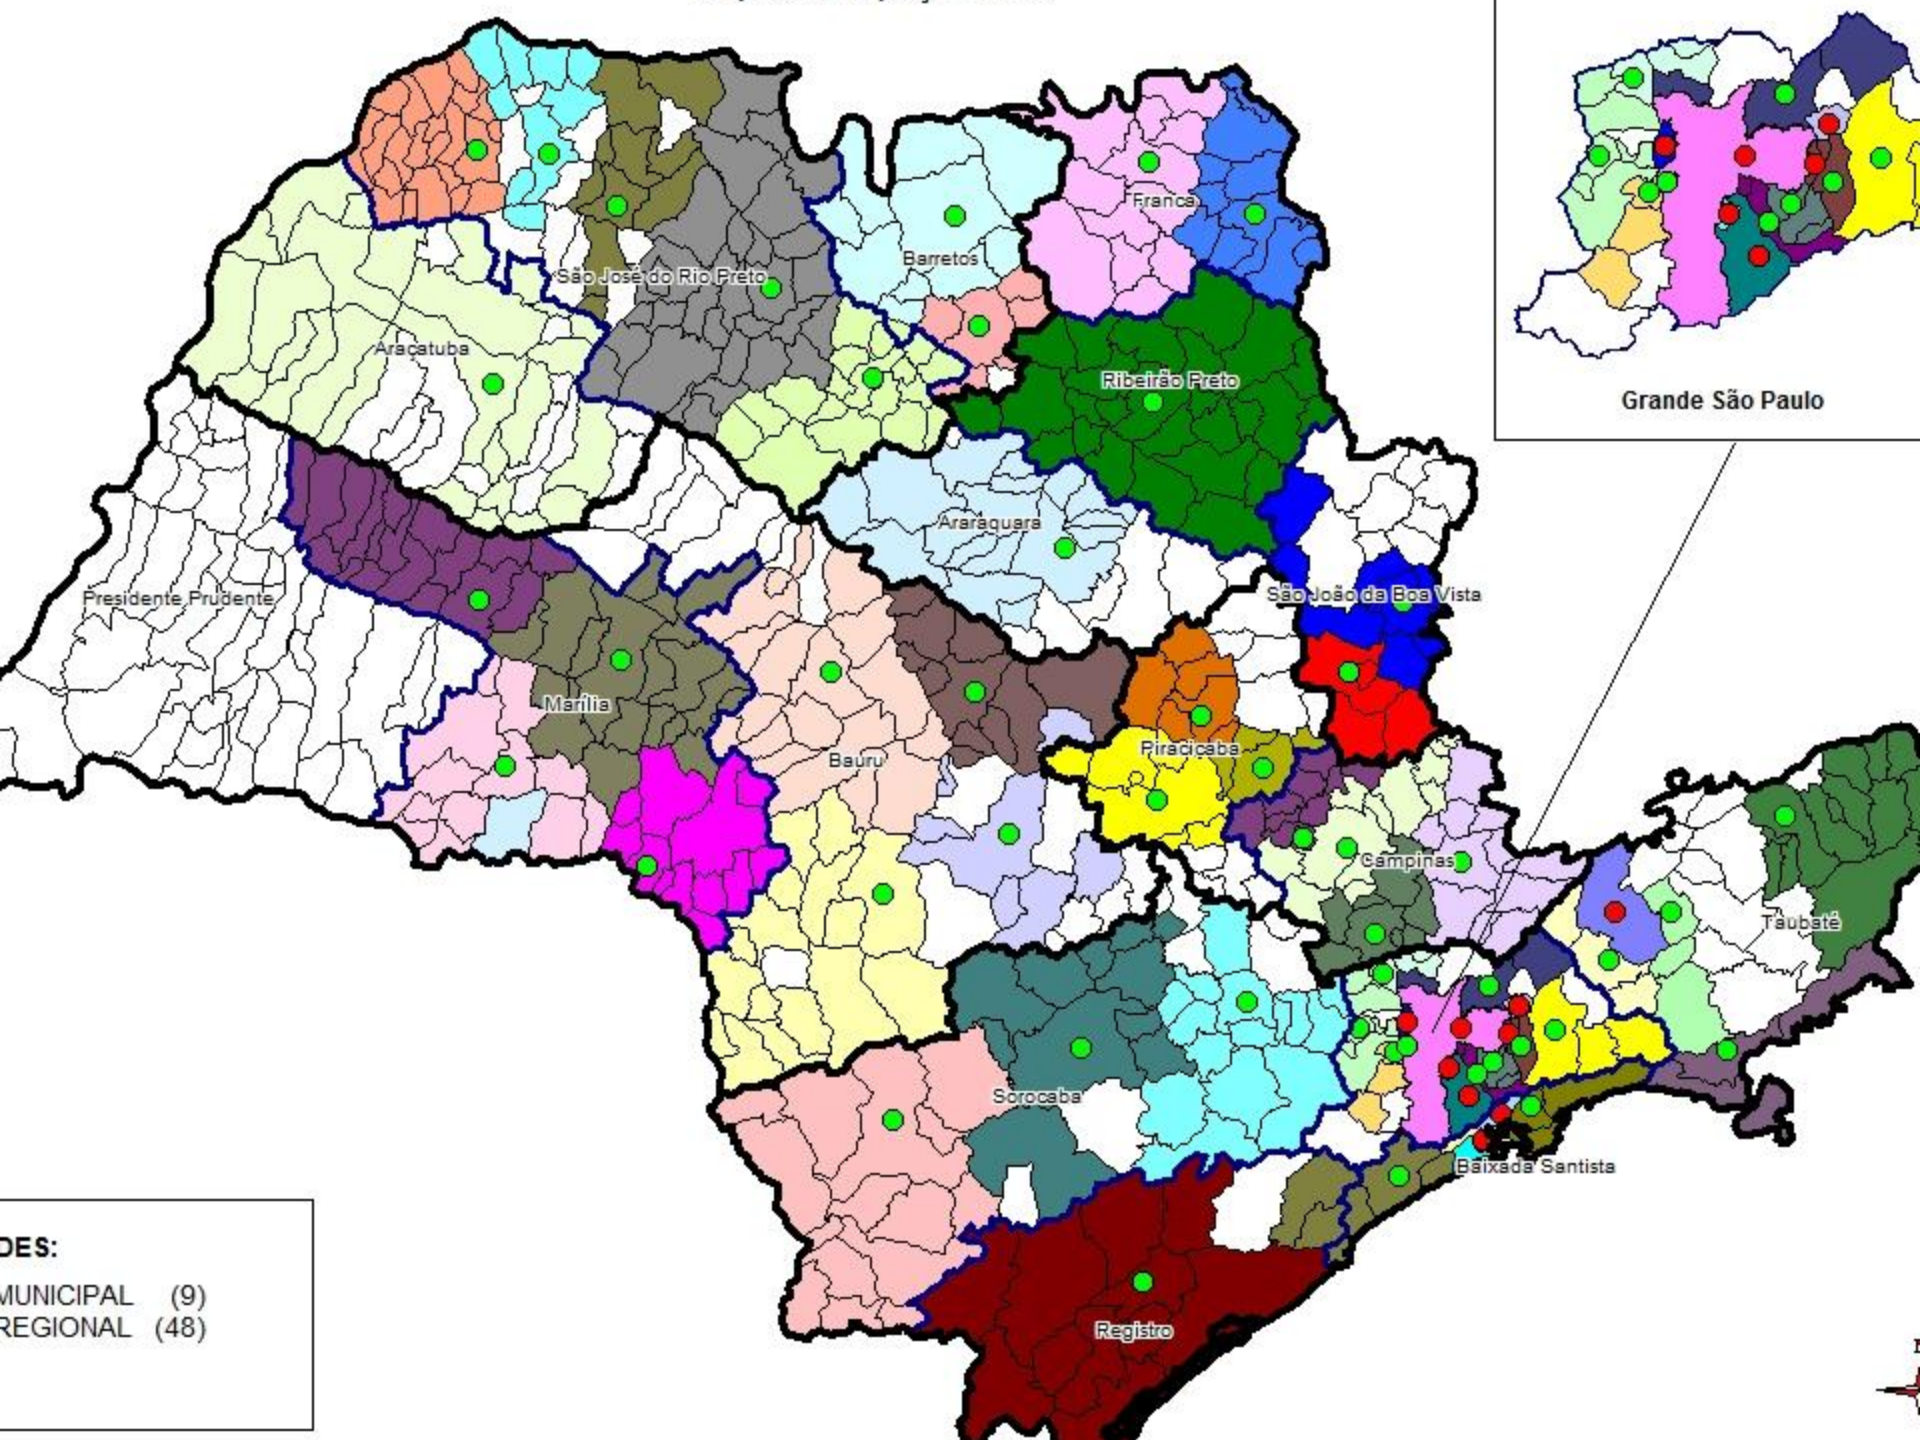 Grande São Paulo
Franca
Barretos
São José do Rio Preto
Araçatuba
Ribeirão Preto
Araraquara
Presidente Prudente
São João da Boa Vista
Marília
Bauru
Piracicaba
Campinas
Taubaté
Sorocaba
Baixada Santista
Registro
DES:
MUNICIPAL (9)
REGIONAL (48)